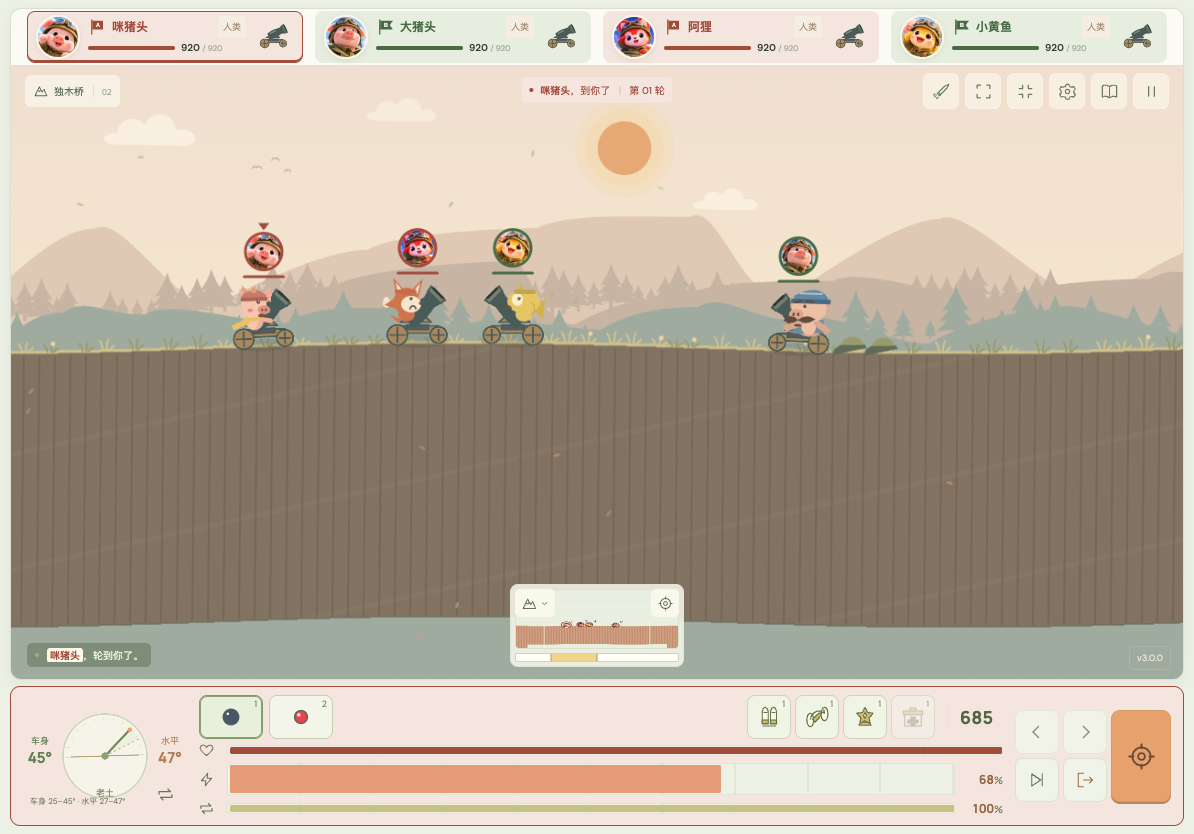 A 咪猪头 人类
920 / 920
B 大猪头 人类
920 / 920
A 阿狸 人类
920 / 920
B 小黄鱼 人类
920 / 920
独木桥 02
咪猪头，到你了 第 01 轮
咪猪头，轮到你了。
v3.0.0
车身
45°
水平
47°
老土
车身 25–45° · 水平 27–47°
1
2
1
1
1
1
685
68%
100%